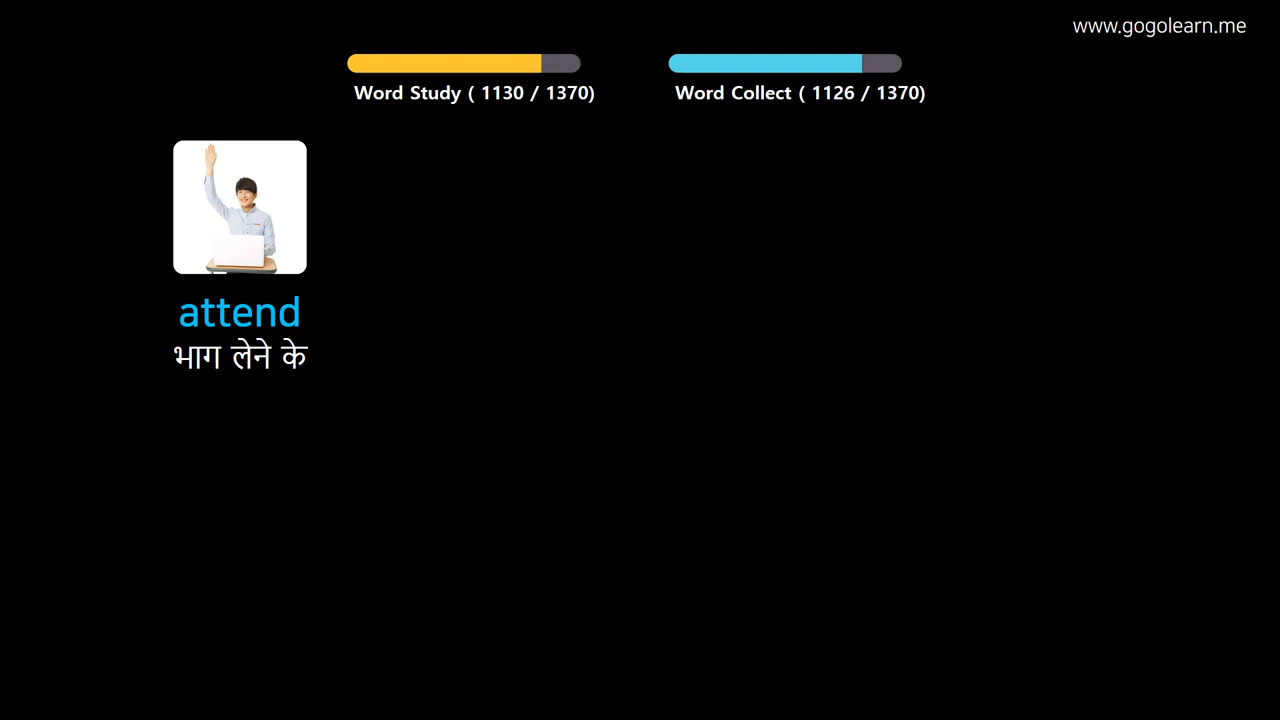 www.gogolearn.me
Word Study ( 1130 / 1370)
Word Collect ( 1126 / 1370)
attend
भाग लेने के